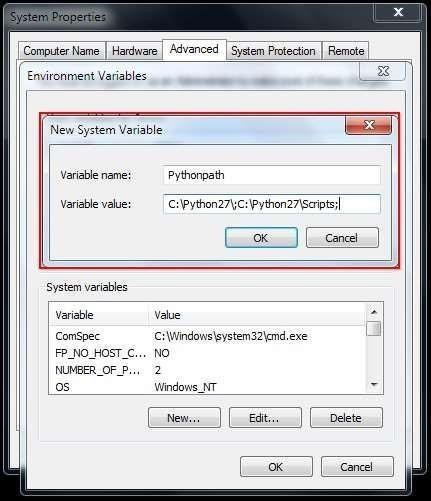 System Properties
Computer Name Hardware Advanced System Protection Remote
Environment Variables
New System Variable
Variable name: Pythonpath
Variable value: C:\Python27\;C:\Python27\Scripts;
OK Cancel
System variables
Variable Value
ComSpec C:\Windows\system32\cmd.exe
FP_NO_HOST_C... NO
NUMBER_OF_P... 2
OS Windows_NT
New... Edit... Delete
OK Cancel